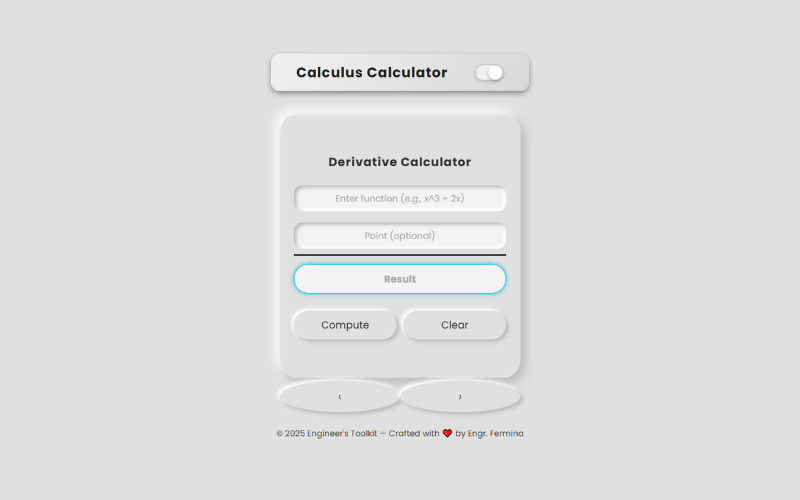 Calculus Calculator
Derivative Calculator
Enter function (e.g., x^3 + 2x)
Point (optional)
Result
Compute Clear
‹ ›
© 2025 Engineer's Toolkit — Crafted with ❤️ by Engr. Fermina